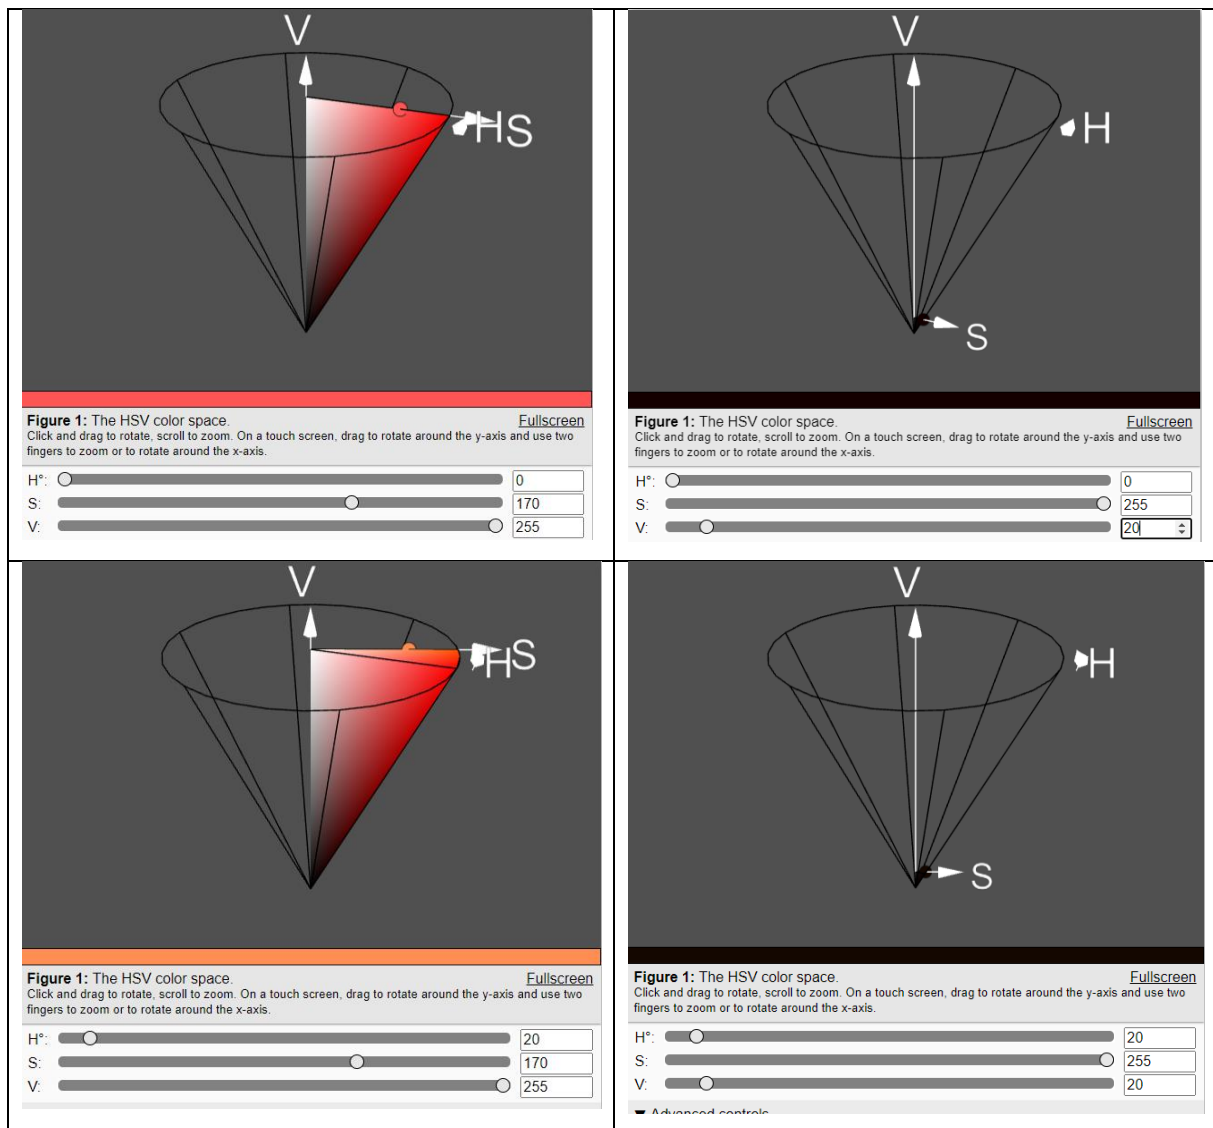 V
HS
Figure 1: The HSV color space. Fullscreen
Click and drag to rotate, scroll to zoom. On a touch screen, drag to rotate around the y-axis and use two
fingers to zoom or to rotate around the x-axis.
H°: 0
S: 170
V: 255
V
H
S
Figure 1: The HSV color space. Fullscreen
Click and drag to rotate, scroll to zoom. On a touch screen, drag to rotate around the y-axis and use two
fingers to zoom or to rotate around the x-axis.
H°: 0
S: 255
V: 20
V
HS
Figure 1: The HSV color space. Fullscreen
Click and drag to rotate, scroll to zoom. On a touch screen, drag to rotate around the y-axis and use two
fingers to zoom or to rotate around the x-axis.
H°: 20
S: 170
V: 255
V
H
S
Figure 1: The HSV color space. Fullscreen
Click and drag to rotate, scroll to zoom. On a touch screen, drag to rotate around the y-axis and use two
fingers to zoom or to rotate around the x-axis.
H°: 20
S: 255
V: 20
▼ Advanced controls